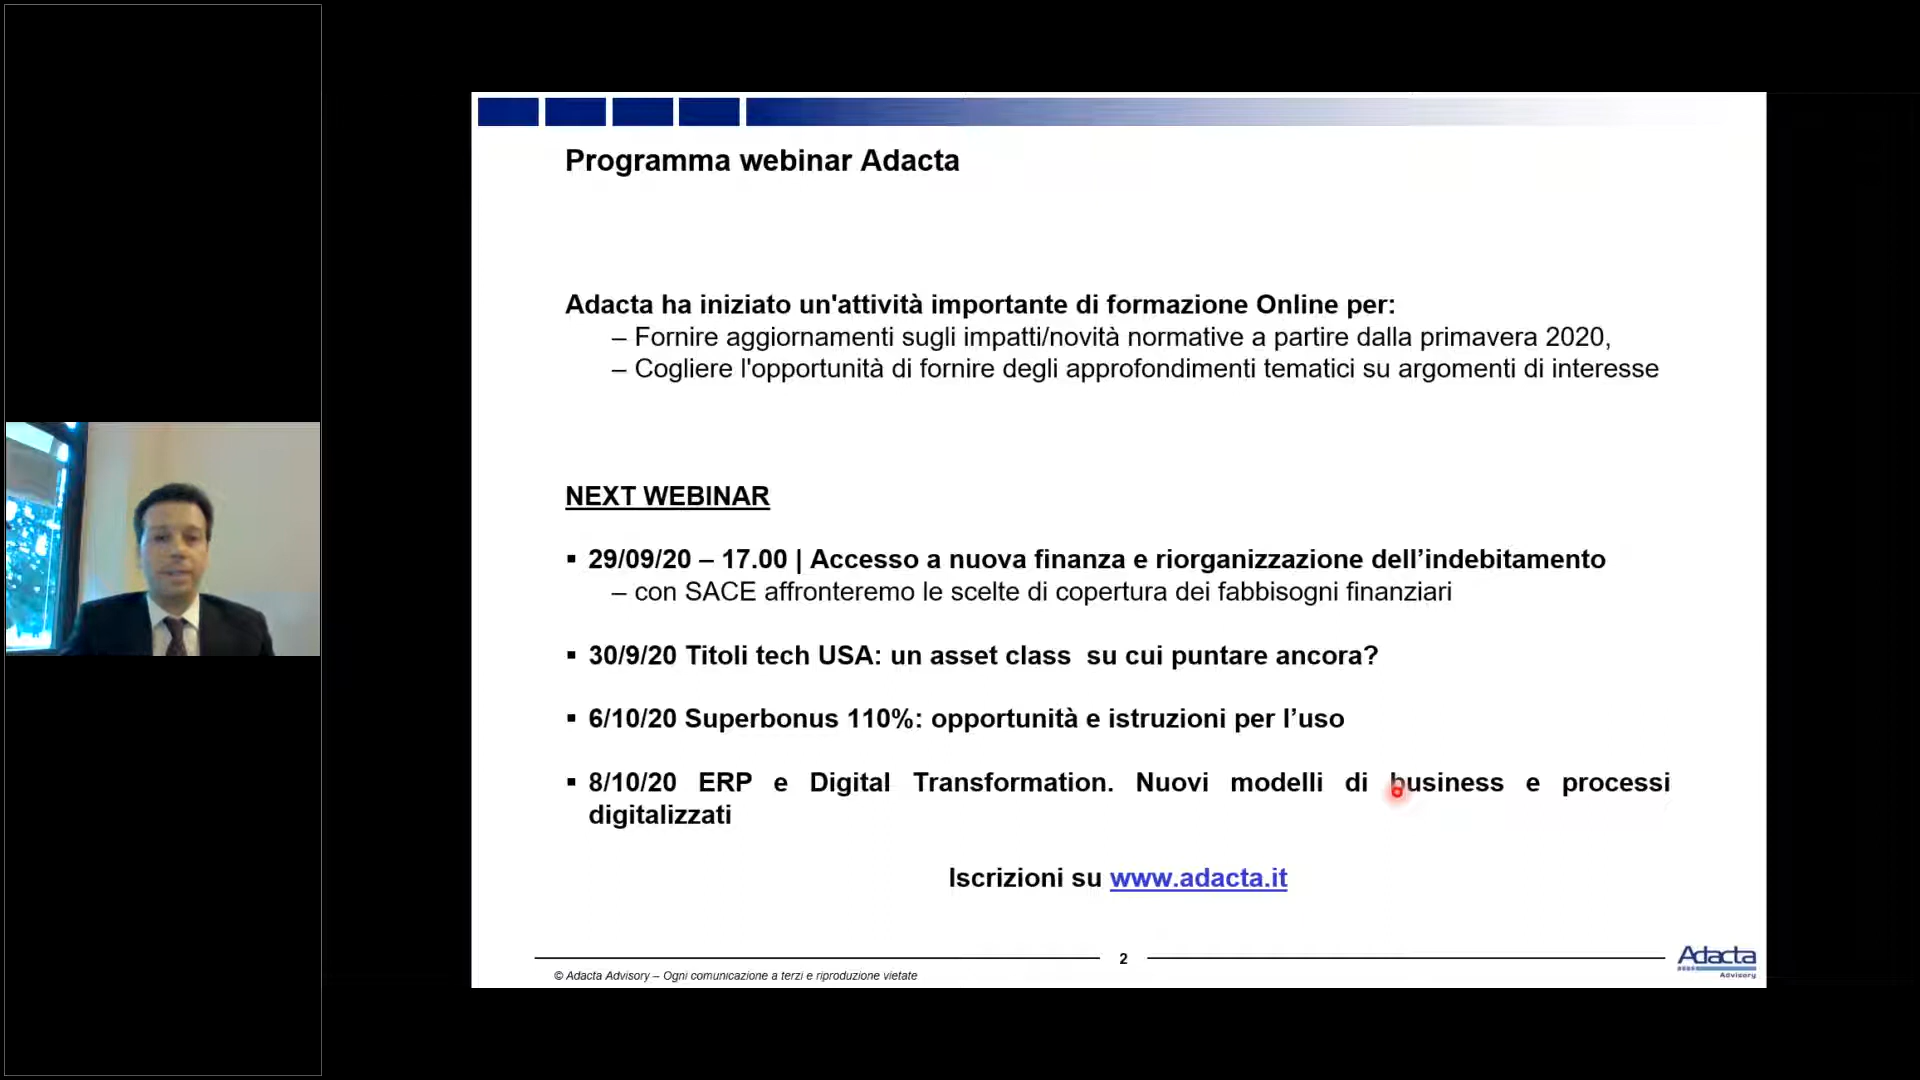 Programma webinar Adacta
Adacta ha iniziato un'attività importante di formazione Online per:
– Fornire aggiornamenti sugli impatti/novità normative a partire dalla primavera 2020,
– Cogliere l'opportunità di fornire degli approfondimenti tematici su argomenti di interesse
NEXT WEBINAR
▪ 29/09/20 – 17.00 | Accesso a nuova finanza e riorganizzazione dell’indebitamento
– con SACE affronteremo le scelte di copertura dei fabbisogni finanziari
▪ 30/9/20 Titoli tech USA: un asset class  su cui puntare ancora?
▪ 6/10/20 Superbonus 110%: opportunità e istruzioni per l’uso
▪ 8/10/20 ERP e Digital Transformation. Nuovi modelli di business e processi
digitalizzati
Iscrizioni su www.adacta.it
2
© Adacta Advisory – Ogni comunicazione a terzi e riproduzione vietate
Adacta
Advisory